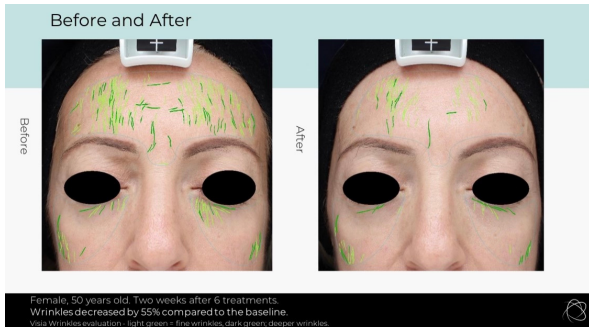 Before and After
Before
After
Female, 50 years old. Two weeks after 6 treatments.
Wrinkles decreased by 55% compared to the baseline.
Visia Wrinkles evaluation - light green = fine wrinkles, dark green; deeper wrinkles.